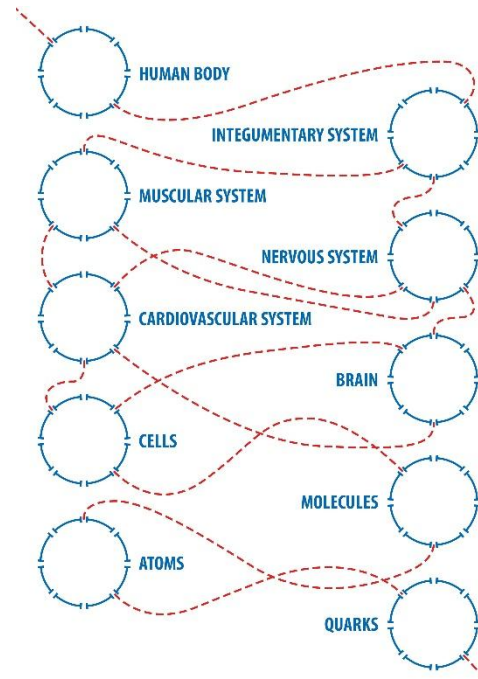 HUMAN BODY
INTEGUMENTARY SYSTEM
MUSCULAR SYSTEM
NERVOUS SYSTEM
CARDIOVASCULAR SYSTEM
BRAIN
CELLS
MOLECULES
ATOMS
QUARKS